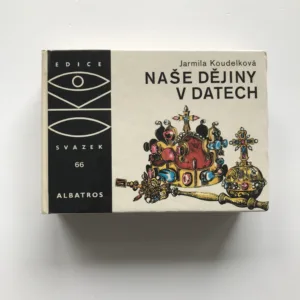 EDICE
OKO
SVAZEK
66
ALBATROS
Jarmila Koudelková
NAŠE DĚJINY
V DATECH